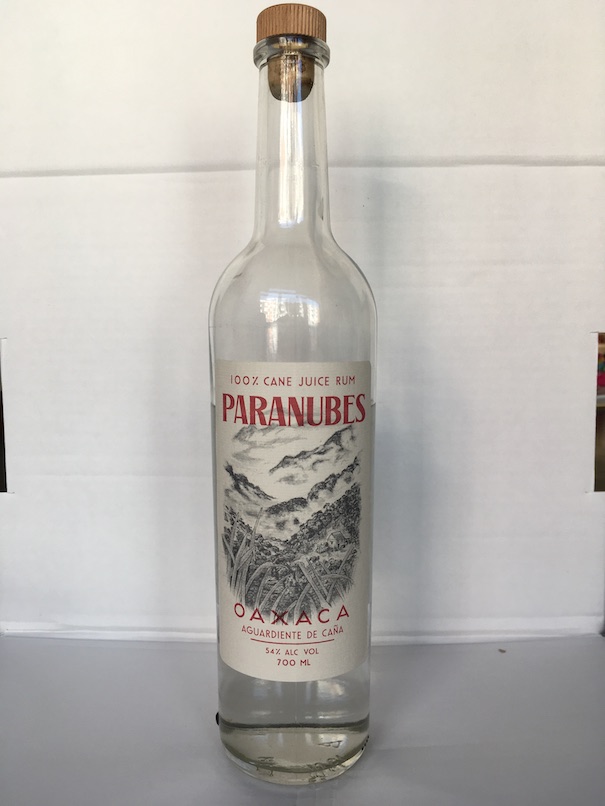 100% CANE JUICE RUM
PARANUBES
OAXACA
AGUARDIENTE DE CAÑA
54% ALC VOL
700 ML